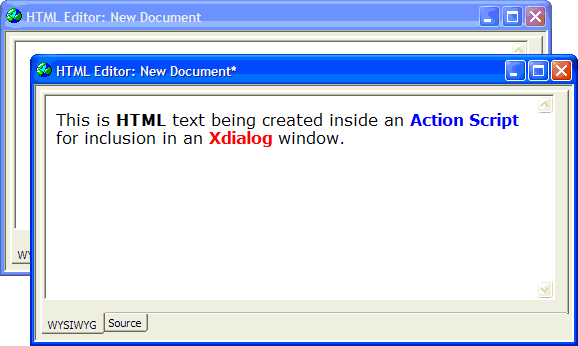 HTML Editor: New Document
HTML Editor: New Document*
This is HTML text being created inside an Action Script
for inclusion in an Xdialog window.
WYSIWYG Source